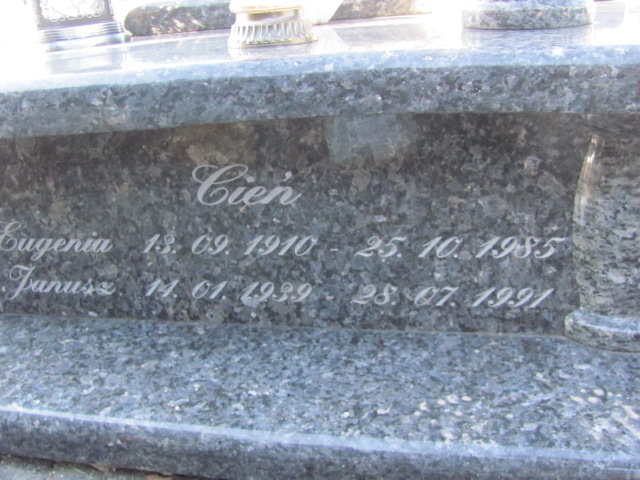 Cień
Eugenia 13. 09. 1910 - 25. 10. 1985
Janusz 14. 01. 1939 - 28. 07. 1991